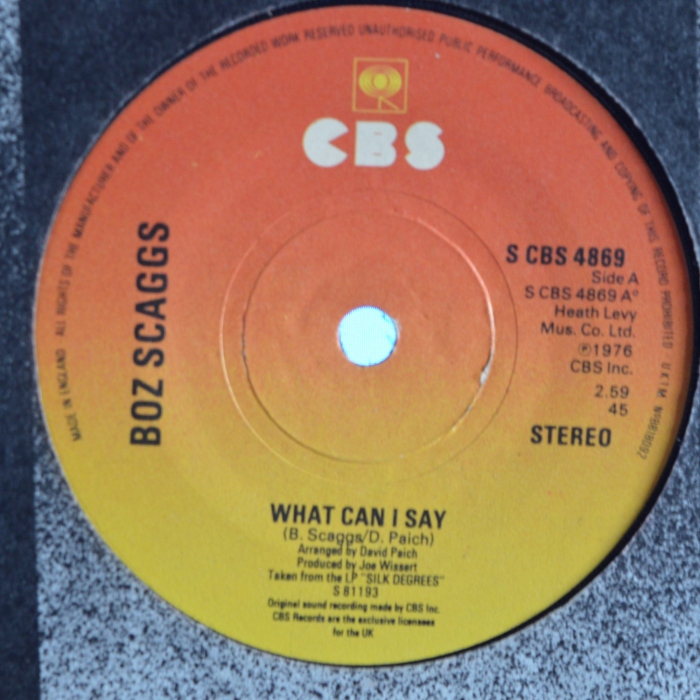 MADE IN ENGLAND ALL RIGHTS OF THE MANUFACTURER AND OF THE OWNER OF THE RECORDED WORK RESERVED UNAUTHORISED PUBLIC PERFORMANCE BROADCASTING AND COPYING OF THIS RECORD PROHIBITED
CBS
BOZ SCAGGS
S CBS 4869
Side A
S CBS 4869 A°
Heath Levy
Mus. Co. Ltd.
℗1976
CBS Inc.
2.59
45
STEREO
WHAT CAN I SAY
(B. Scaggs/D. Paich)
Arranged by David Paich
Produced by Joe Wissert
Taken from the LP "SILK DEGREES"
S 81193
Original sound recording made by CBS Inc.
CBS Records are the exclusive licensees
for the UK